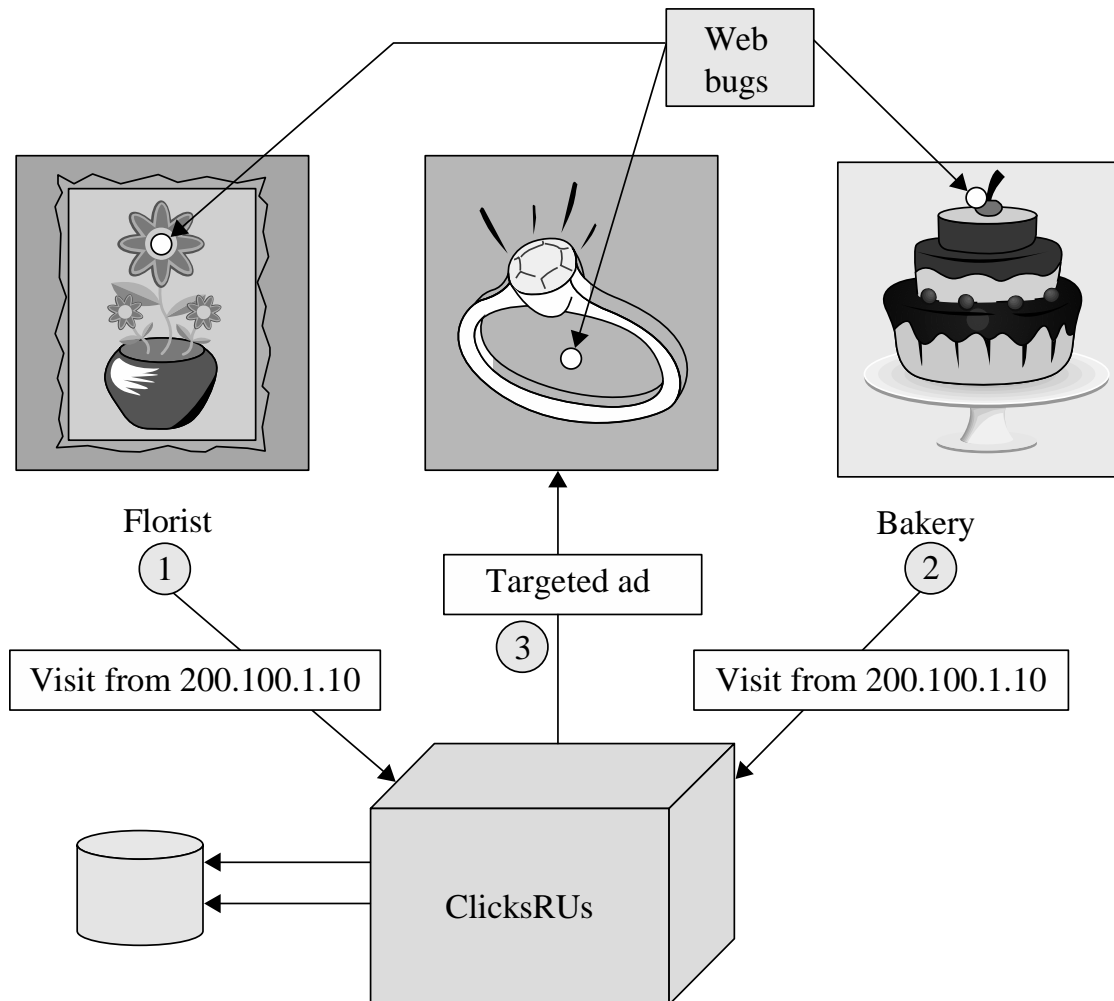 Web
bugs
Florist
Bakery
1
2
Targeted ad
3
Visit from 200.100.1.10
Visit from 200.100.1.10
ClicksRUs